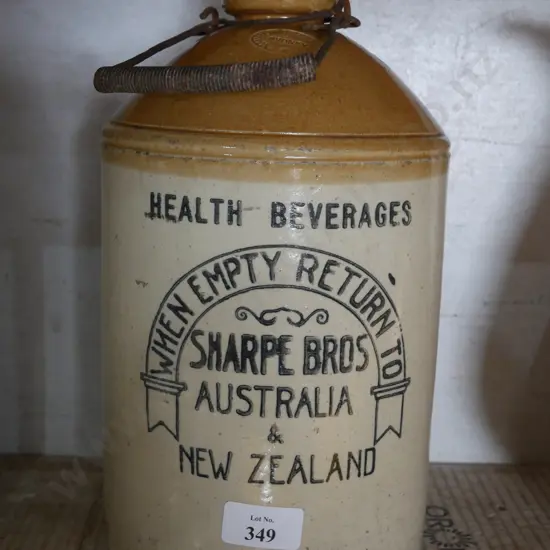 HEALTH BEVERAGES
WHEN EMPTY RETURN TO
SHARPE BROS
AUSTRALIA
&
NEW ZEALAND
Lot No.
349